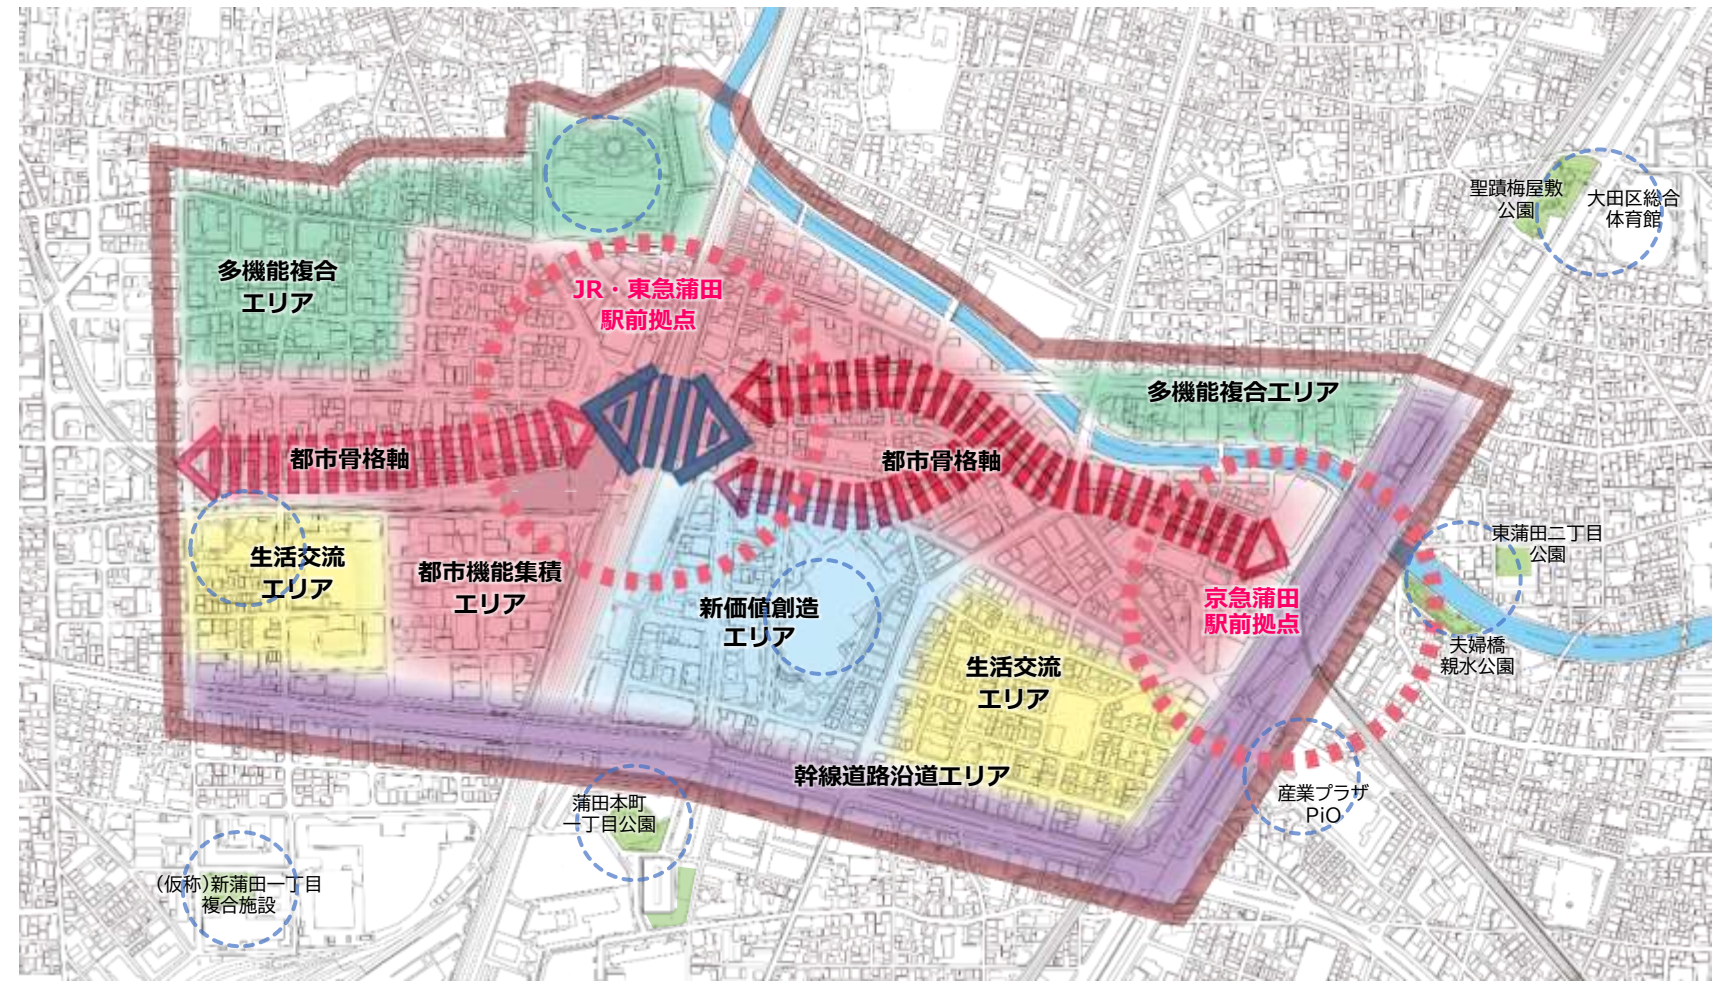 聖蹟梅屋敷
公園
大田区総合
体育館
多機能複合
エリア
JR・東急蒲田
駅前拠点
多機能複合エリア
都市骨格軸
都市骨格軸
生活交流
エリア
都市機能集積
エリア
新価値創造
エリア
東蒲田二丁目
公園
京急蒲田
駅前拠点
夫婦橋
親水公園
生活交流
エリア
幹線道路沿道エリア
蒲田本町
一丁目公園
産業プラザ
PiO
(仮称)新蒲田一丁目
複合施設